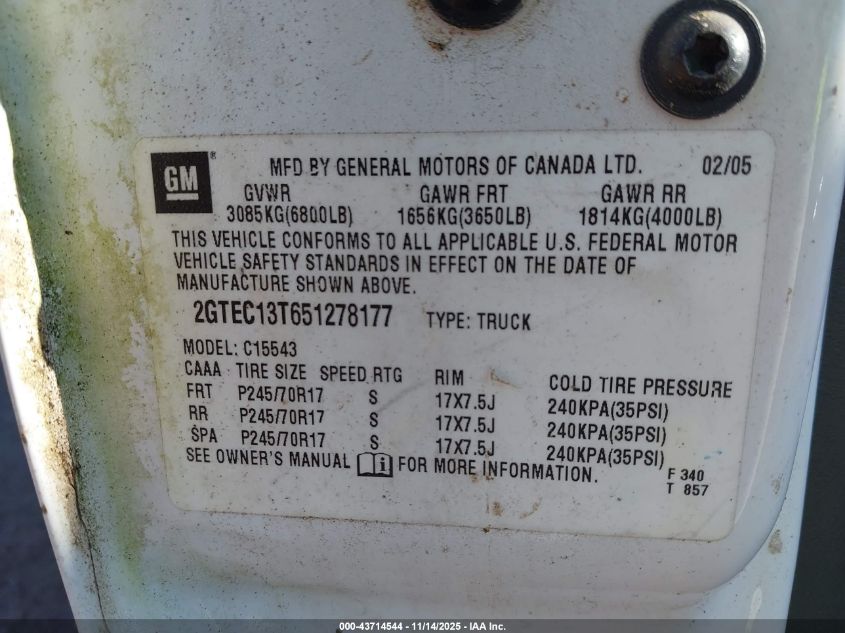 GM® MFD BY GENERAL MOTORS OF CANADA LTD. 02/05
GVWR GAWR FRT GAWR RR
3085KG(6800LB) 1656KG(3650LB) 1814KG(4000LB)
THIS VEHICLE CONFORMS TO ALL APPLICABLE U.S. FEDERAL MOTOR
VEHICLE SAFETY STANDARDS IN EFFECT ON THE DATE OF
MANUFACTURE SHOWN ABOVE.
2GTEC13T651278177 TYPE: TRUCK
MODEL: C15543
CAAA TIRE SIZE SPEED RTG RIM COLD TIRE PRESSURE
FRT P245/70R17 S 17X7.5J 240KPA(35PSI)
RR P245/70R17 S 17X7.5J 240KPA(35PSI)
SPA P245/70R17 S 17X7.5J 240KPA(35PSI)
SEE OWNER'S MANUAL i FOR MORE INFORMATION.
F 340
T 857
000-43714544 | 11/14/2025 - IAA Inc.